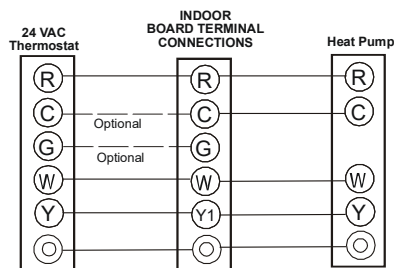 24 VAC
Thermostat
INDOOR
BOARD TERMINAL
CONNECTIONS
Heat Pump
R R R
C Optional C C
G Optional G
W W W
Y Y1 Y
O O O